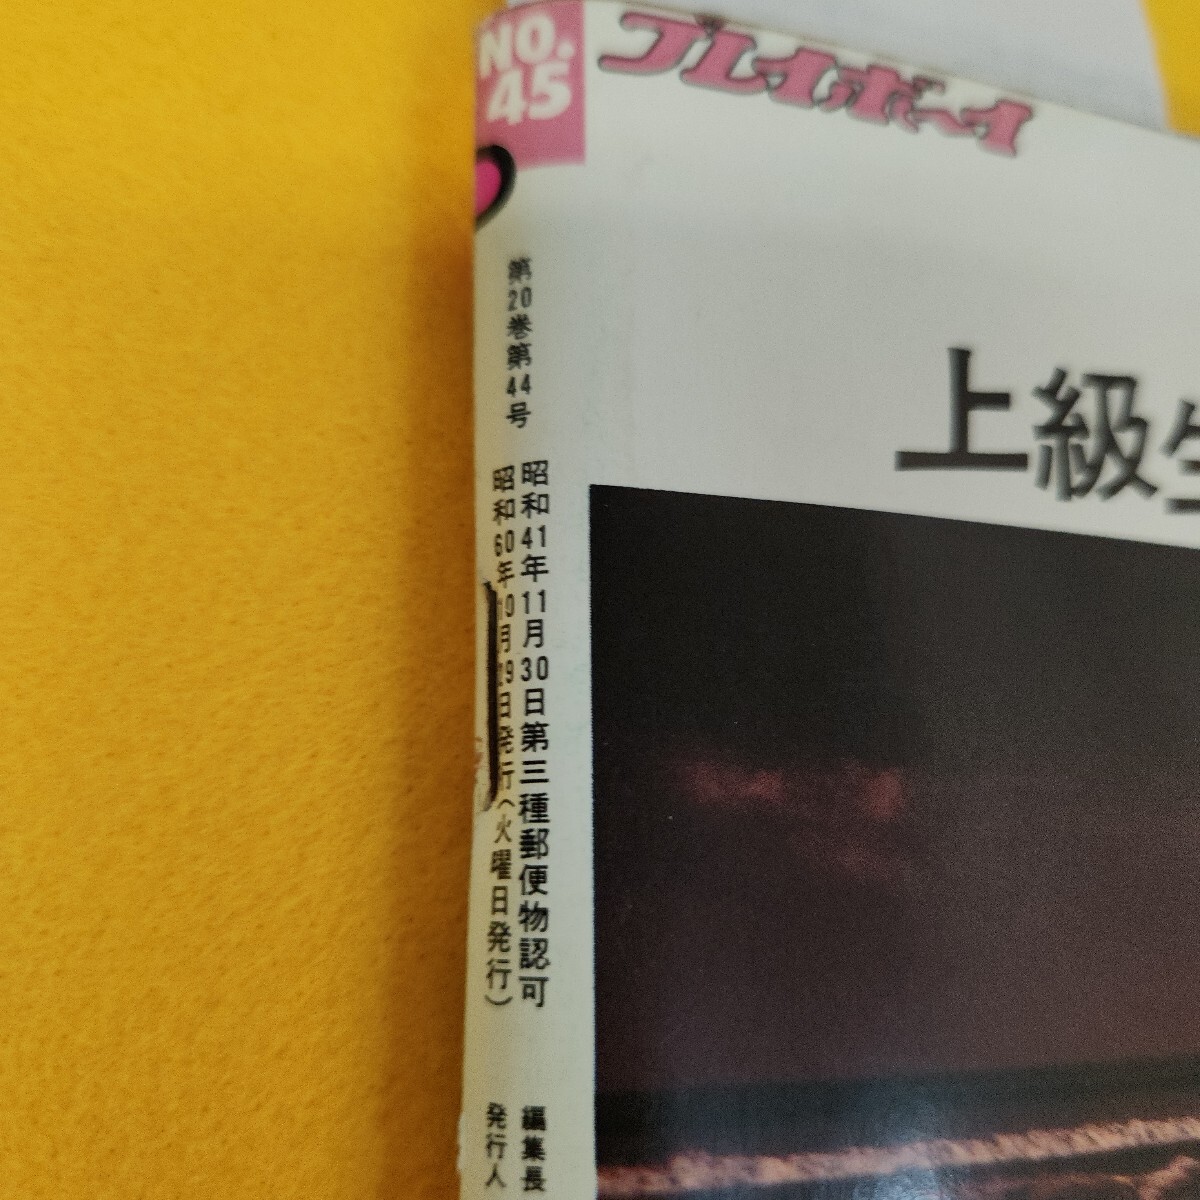 NO.
45
プレイボーイ
第20巻第44号
昭和41年11月30日第三種郵便物認可
昭和60年10月29日発行(火曜日発行)
編集長
発行人
上級生